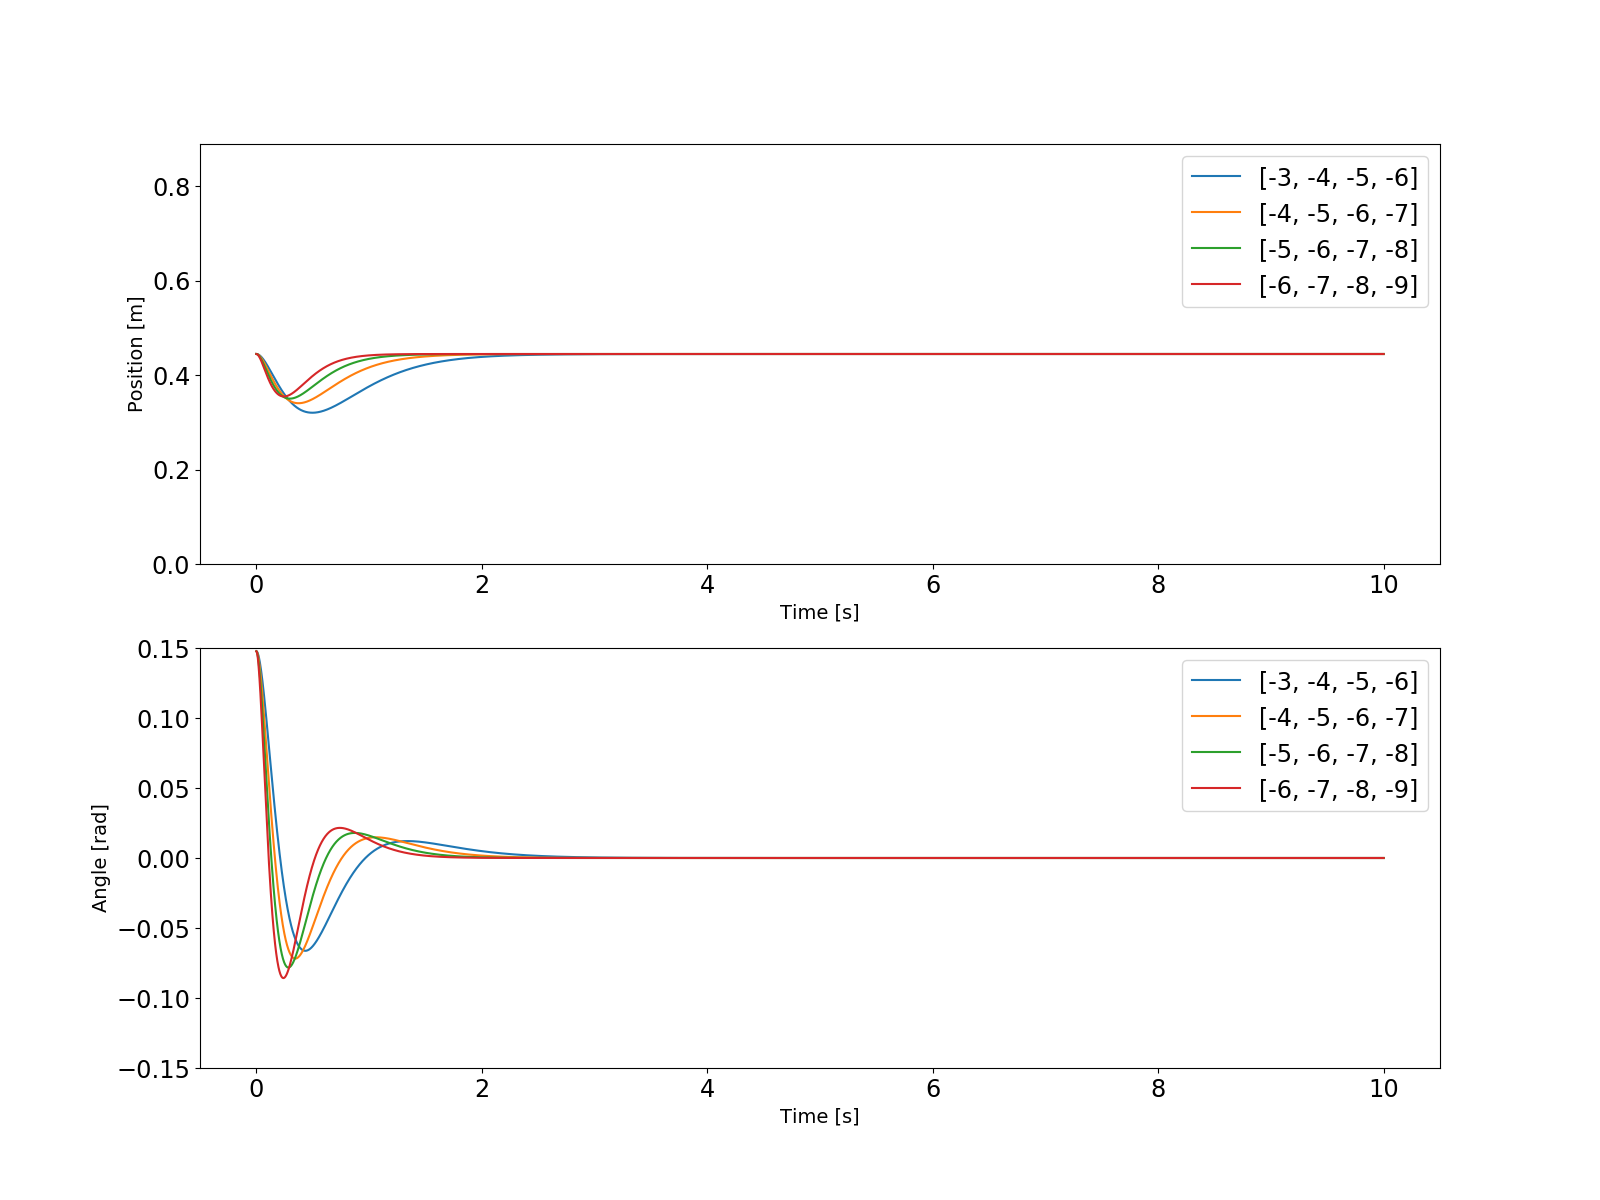 0.8
0.6
0.4
0.2
0.0
Position [m]
0 2 4 6 8 10
Time [s]
[-3, -4, -5, -6]
[-4, -5, -6, -7]
[-5, -6, -7, -8]
[-6, -7, -8, -9]
0.15
0.10
0.05
0.00
−0.05
−0.10
−0.15
Angle [rad]
0 2 4 6 8 10
Time [s]
[-3, -4, -5, -6]
[-4, -5, -6, -7]
[-5, -6, -7, -8]
[-6, -7, -8, -9]